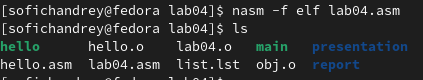 [sofichandrey@fedora lab04]$ nasm -f elf lab04.asm
[sofichandrey@fedora lab04]$ ls
hello hello.o lab04.o main presentation
hello.asm lab04.asm list.lst obj.o report